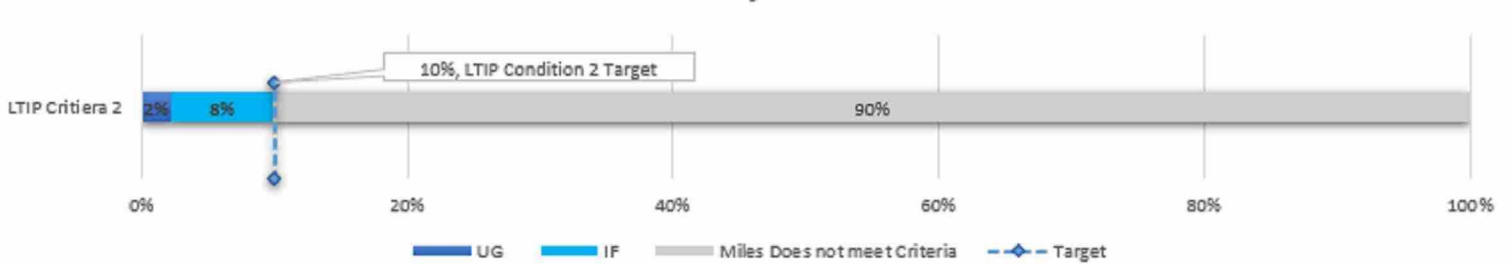 10%, LTIP Condition 2 Target
LTIP Critiera 2
2%
8%
90%
0%
20%
40%
60%
80%
100%
UG
IF
Miles Does not meet Criteria
Target